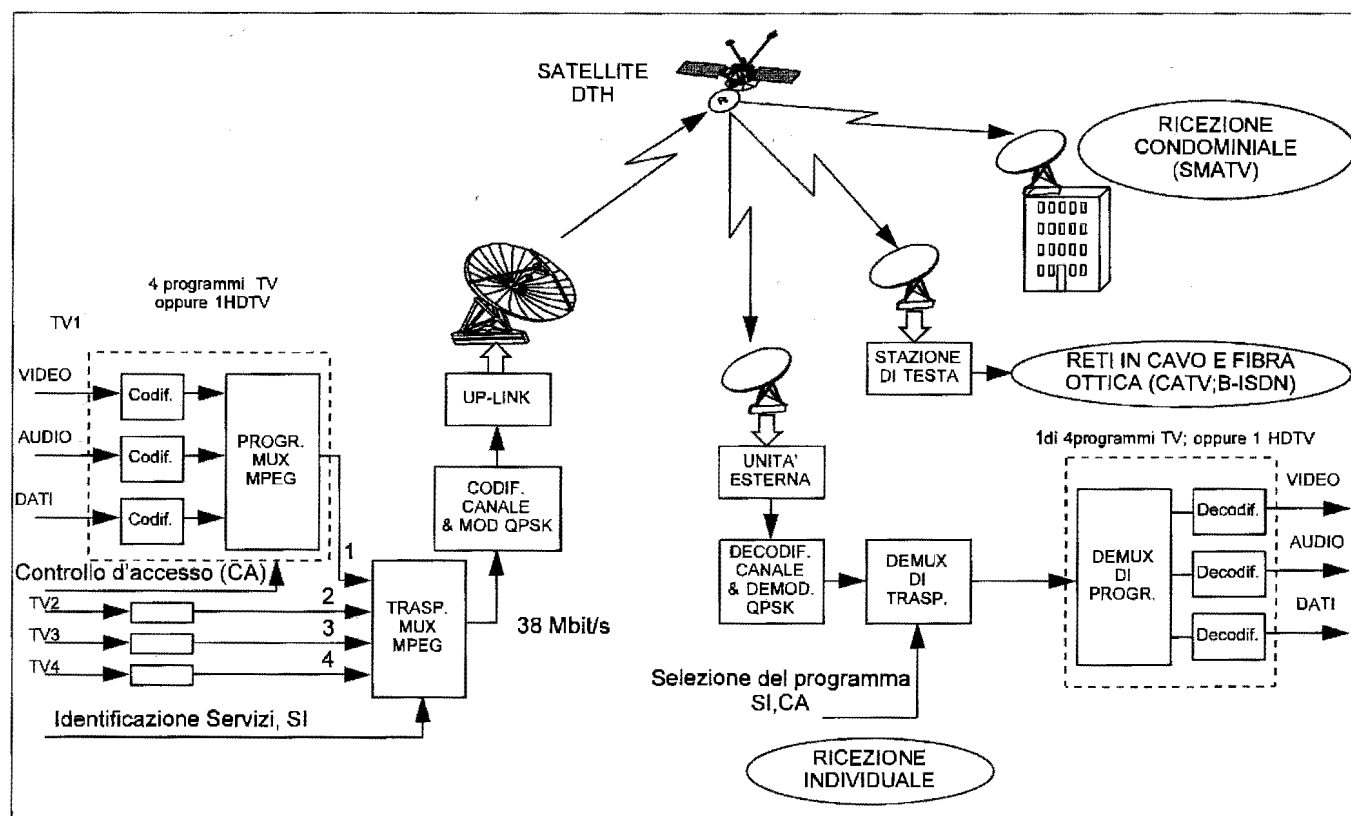 SATELLITE
DTH
RICEZIONE
CONDOMINIALE
(SMATV)
4 programmi TV
oppure 1HDTV
TV1
VIDEO
AUDIO
DATI
Codif.
Codif.
Codif.
PROGR.
MUX
MPEG
Controllo d'accesso (CA)
TV2
TV3
TV4
1
2
3
4
TRASP.
MUX
MPEG
Identificazione Servizi, SI
38 Mbit/s
UP-LINK
CODIF.
CANALE
& MOD QPSK
STAZIONE
DI TESTA
RETI IN CAVO E FIBRA
OTTICA (CATV;B-ISDN)
UNITA'
ESTERNA
DECODIF.
CANALE
& DEMOD.
QPSK
DEMUX
DI
TRASP.
Selezione del programma
SI,CA
RICEZIONE
INDIVIDUALE
1di 4programmi TV; oppure 1 HDTV
DEMUX
DI
PROGR.
Decodif.
Decodif.
Decodif.
VIDEO
AUDIO
DATI